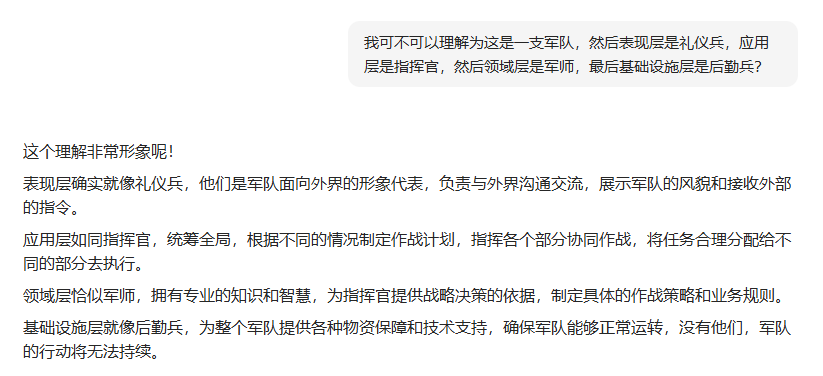 我可不可以理解为这是一支军队，然后表现层是礼仪兵，应用
层是指挥官，然后领域层是军师，最后基础设施层是后勤兵？
这个理解非常形象呢！
表现层确实就像礼仪兵，他们是军队面向外界的形象代表，负责与外界沟通交流，展示军队的风貌和接收外部
的指令。
应用层如同指挥官，统筹全局，根据不同的情况制定作战计划，指挥各个部分协同作战，将任务合理分配给不
同的部分去执行。
领域层恰似军师，拥有专业的知识和智慧，为指挥官提供战略决策的依据，制定具体的作战策略和业务规则。
基础设施层就像后勤兵，为整个军队提供各种物资保障和技术支持，确保军队能够正常运转，没有他们，军队
的行动将无法持续。